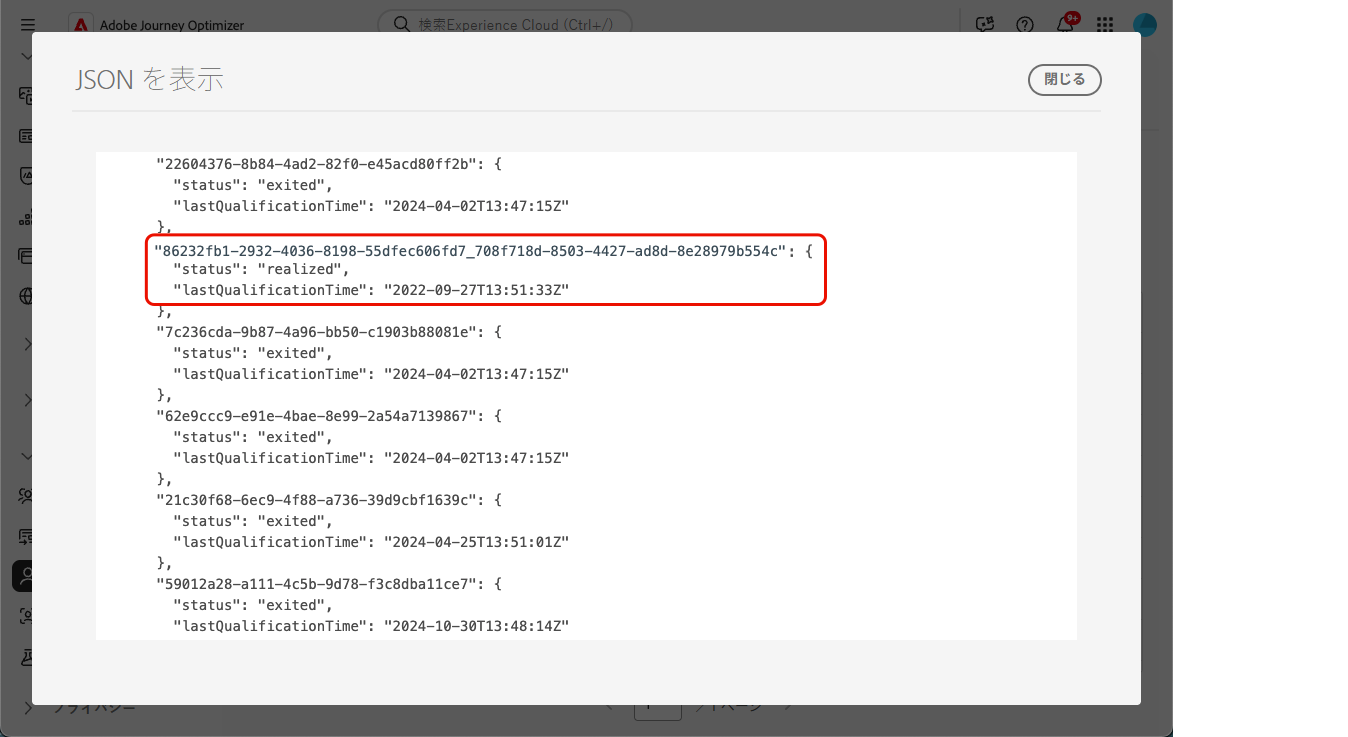 Adobe Journey Optimizer
検索Experience Cloud (Ctrl+/)
9+
JSON を表示
閉じる
"22604376-8b84-4ad2-82f0-e45acd80ff2b": {
"status": "exited",
"lastQualificationTime": "2024-04-02T13:47:15Z"
},
"86232fb1-2932-4036-8198-55dfec606fd7_708f718d-8503-4427-ad8d-8e28979b554c": {
"status": "realized",
"lastQualificationTime": "2022-09-27T13:51:33Z"
},
"7c236cda-9b87-4a96-bb50-c1903b88081e": {
"status": "exited",
"lastQualificationTime": "2024-04-02T13:47:15Z"
},
"62e9ccc9-e91e-4bae-8e99-2a54a7139867": {
"status": "exited",
"lastQualificationTime": "2024-04-02T13:47:15Z"
},
"21c30f68-6ec9-4f88-a736-39d9cbf1639c": {
"status": "exited",
"lastQualificationTime": "2024-04-25T13:51:01Z"
},
"59012a28-a111-4c5b-9d78-f3c8dba11ce7": {
"status": "exited",
"lastQualificationTime": "2024-10-30T13:48:14Z"
プライバシー